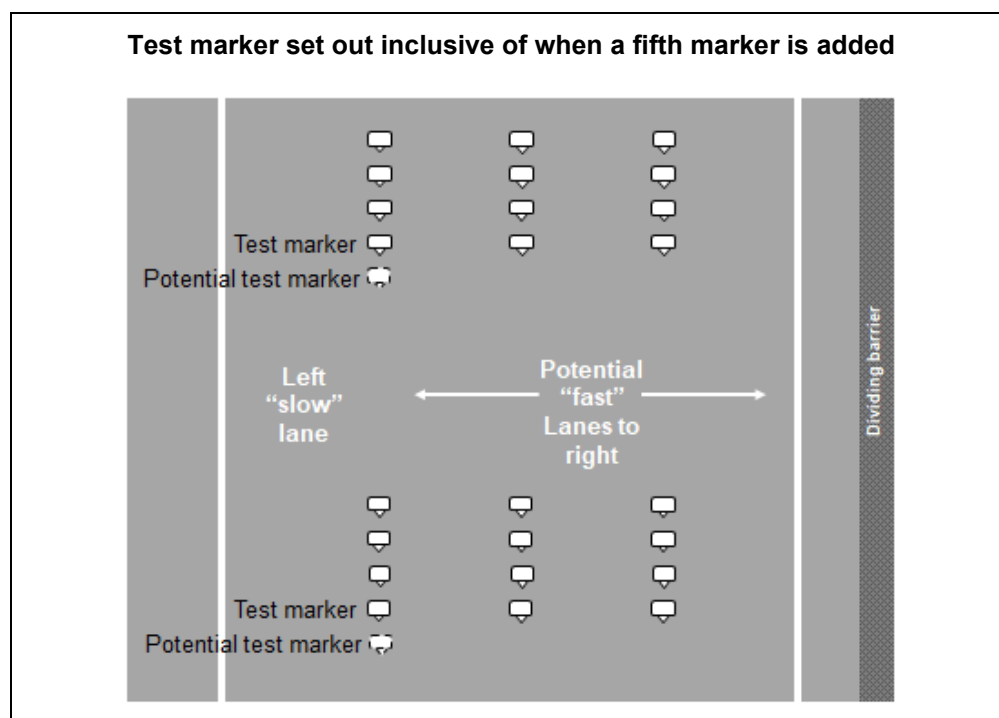 Test marker set out inclusive of when a fifth marker is added
Test marker
Potential test marker
Left
“slow”
lane
Potential
“fast”
Lanes to
right
Dividing barrier
Test marker
Potential test marker